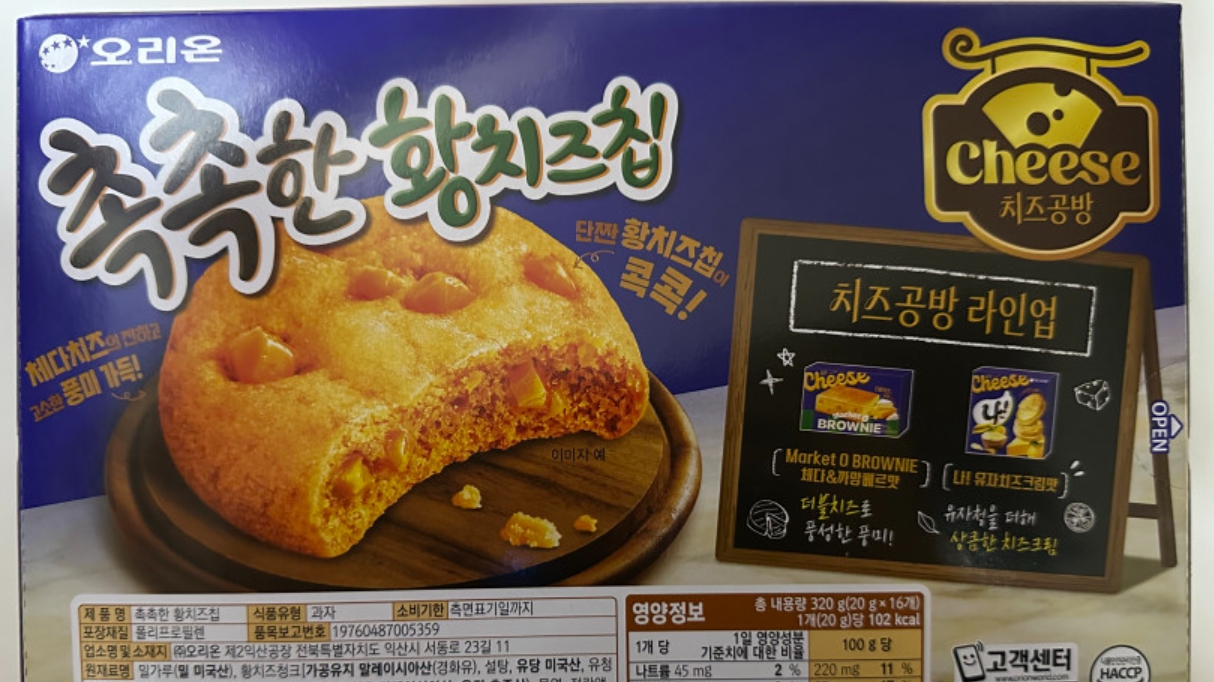 오리온
촉촉한 황치즈칩
Cheese
치즈공방
단짠 황치즈칩이
콕콕!
체다치즈의 진하고
고소한 풍미 가득!
이미지 예
치즈공방 라인업
Cheese
Market O
BROWNIE
Cheese
나!
Market O BROWNIE
체다&까망베르맛
더블치즈로
풍성한 풍미!
나! 유자치즈크림맛
유자청을 더해
상큼한 치즈크림
OPEN
제 품 명 촉촉한 황치즈칩 식품유형 과자 소비기한 측면표기일까지
포장재질 폴리프로필렌 품목보고번호 19760487005359
업소명 및 소재지 ㈜오리온 제2익산공장 전북특별자치도 익산시 서동로 23길 11
원재료명 밀가루(밀 미국산), 황치즈청크[가공유지 말레이시아산(경화유), 설탕, 유당 미국산, 유청
영양정보 총 내용량 320 g(20 g×16개)
1개(20 g)당 102 kcal
1개 당 1일 영양성분 기준치에 대한 비율 100 g 당
나트륨 45 mg 2 % 220 mg 11 %
고객센터
www.orionworld.com
HACCP